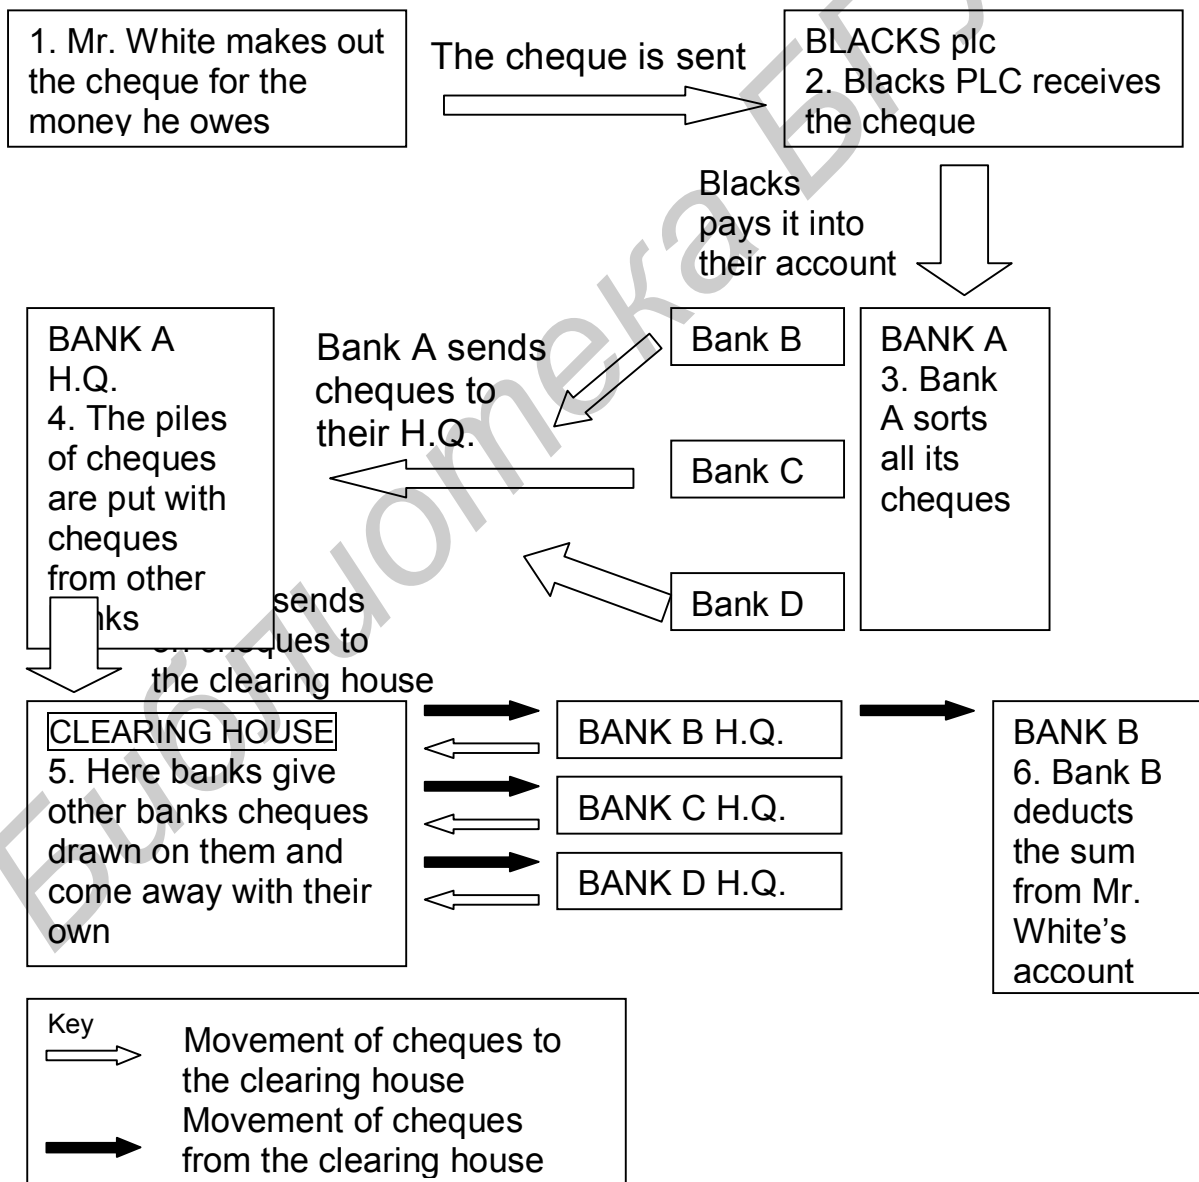 1. Mr. White makes out
the cheque for the
money he owes
The cheque is sent
BLACKS plc
2. Blacks PLC receives
the cheque
Blacks
pays it into
their account
BANK A
H.Q.
4. The piles
of cheques
are put with
cheques
from other
Bank A sends
cheques to
their H.Q.
Bank B
Bank C
Bank D
BANK A
3. Bank
A sorts
all its
cheques
sends
cheques to
the clearing house
CLEARING HOUSE
5. Here banks give
other banks cheques
drawn on them and
come away with their
own
BANK B H.Q.
BANK C H.Q.
BANK D H.Q.
BANK B
6. Bank B
deducts
the sum
from Mr.
White's
account
Key
Movement of cheques to
the clearing house
Movement of cheques
from the clearing house
Библиотека